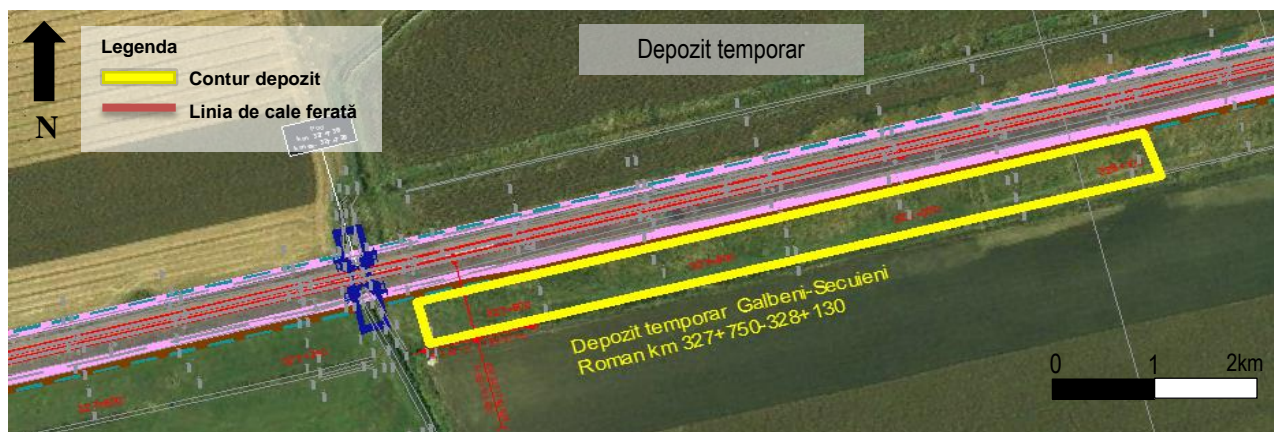 Legenda
Contur depozit
Linia de cale ferată
N
Depozit temporar
Depozit temporar Galbeni-Secuieni
Roman km 327+750-328+130
0 1 2km